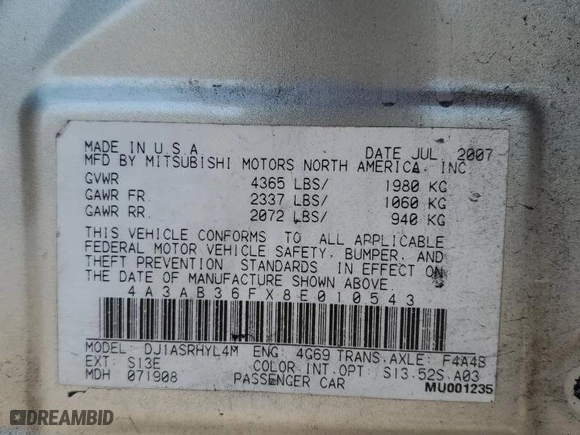 MADE IN U.S.A DATE JUL, 2007
MFD BY MITSUBISHI MOTORS NORTH AMERICA, INC
GVWR 4365 LBS/ 1980 KG
GAWR FR. 2337 LBS/ 1060 KG
GAWR RR. 2072 LBS/ 940 KG
THIS VEHICLE CONFORMS TO ALL APPLICABLE
FEDERAL MOTOR VEHICLE SAFETY, BUMPER, AND
THEFT PREVENTION STANDARDS IN EFFECT ON
THE DATE OF MANUFACTURE SHOWN ABOVE.
4A3AB36FX8E010543
MODEL: DJ1ASRHYL4M ENG: 4G69 TRANS.AXLE: F4A4B
EXT: S13E COLOR INT.OPT: S13.52S.A03
MDH 071908 PASSENGER CAR MU001235
DREAMBID